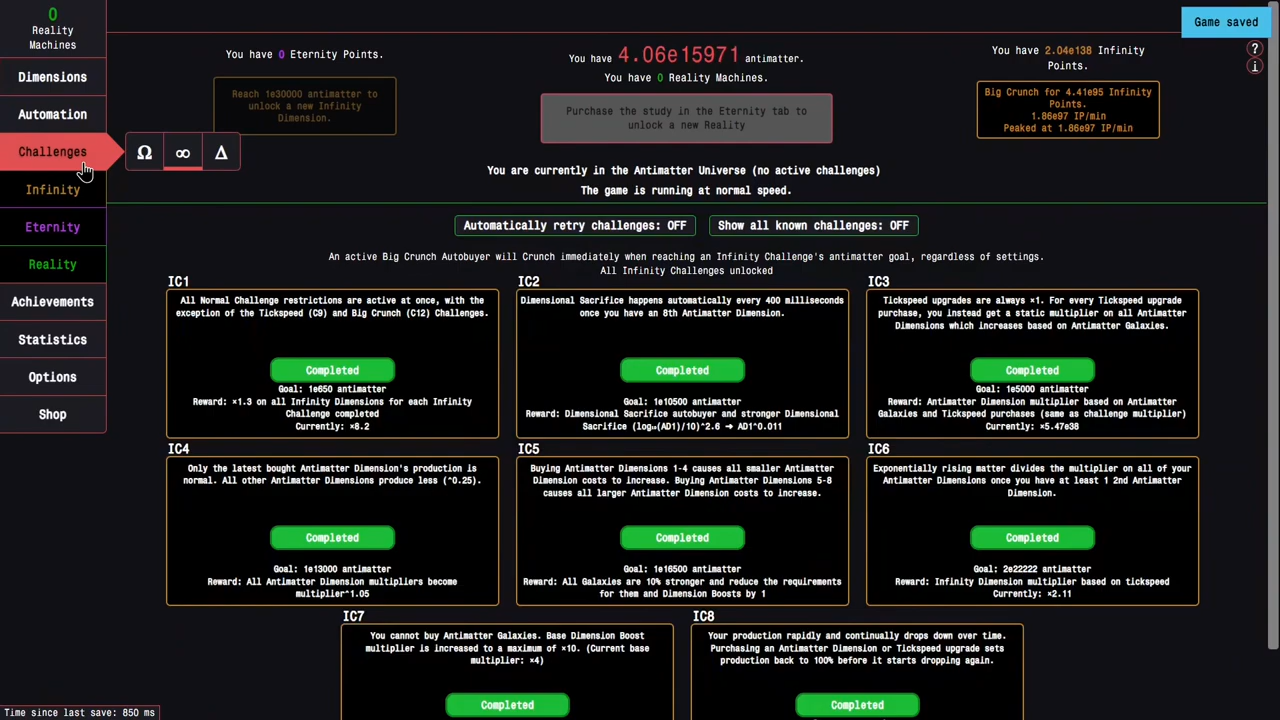 0
Reality
Machines
Dimensions
Automation
Challenges
Infinity
Eternity
Reality
Achievements
Statistics
Options
Shop
Ω
∞
Δ
Game saved
You have 0 Eternity Points.
Reach 1e30000 antimatter to
unlock a new Infinity
Dimension.
You have 4.06e15971 antimatter.
You have 0 Reality Machines.
Purchase the study in the Eternity tab to
unlock a new Reality
You have 2.04e138 Infinity
Points.
Big Crunch for 4.41e95 Infinity
Points.
1.86e97 IP/min
Peaked at 1.86e97 IP/min
?
i
You are currently in the Antimatter Universe (no active challenges)
The game is running at normal speed.
Automatically retry challenges: OFF
Show all known challenges: OFF
An active Big Crunch Autobuyer will Crunch immediately when reaching an Infinity Challenge's antimatter goal, regardless of settings.
All Infinity Challenges unlocked
IC1
All Normal Challenge restrictions are active at once, with the
exception of the Tickspeed (C9) and Big Crunch (C12) Challenges.
Completed
Goal: 1e650 antimatter
Reward: ×1.3 on all Infinity Dimensions for each Infinity
Challenge completed
Currently: ×8.2
IC2
Dimensional Sacrifice happens automatically every 400 milliseconds
once you have an 8th Antimatter Dimension.
Completed
Goal: 1e10500 antimatter
Reward: Dimensional Sacrifice autobuyer and stronger Dimensional
Sacrifice (log₁₀(AD1)/10)^2.6 → AD1^0.011
IC3
Tickspeed upgrades are always ×1. For every Tickspeed upgrade
purchase, you instead get a static multiplier on all Antimatter
Dimensions which increases based on Antimatter Galaxies.
Completed
Goal: 1e5000 antimatter
Reward: Antimatter Dimension multiplier based on Antimatter
Galaxies and Tickspeed purchases (same as challenge multiplier)
Currently: ×5.47e38
IC4
Only the latest bought Antimatter Dimension's production is
normal. All other Antimatter Dimensions produce less (^0.25).
Completed
Goal: 1e13000 antimatter
Reward: All Antimatter Dimension multipliers become
multiplier^1.05
IC5
Buying Antimatter Dimensions 1-4 causes all smaller Antimatter
Dimension costs to increase. Buying Antimatter Dimensions 5-8
causes all larger Antimatter Dimension costs to increase.
Completed
Goal: 1e16500 antimatter
Reward: All Galaxies are 10% stronger and reduce the requirements
for them and Dimension Boosts by 1
IC6
Exponentially rising matter divides the multiplier on all of your
Antimatter Dimensions once you have at least 1 2nd Antimatter
Dimension.
Completed
Goal: 2e22222 antimatter
Reward: Infinity Dimension multiplier based on tickspeed
Currently: ×2.11
IC7
You cannot buy Antimatter Galaxies. Base Dimension Boost
multiplier is increased to a maximum of ×10. (Current base
multiplier: ×4)
Completed
IC8
Your production rapidly and continually drops down over time.
Purchasing an Antimatter Dimension or Tickspeed upgrade sets
production back to 100% before it starts dropping again.
Completed
Time since last save: 850 ms